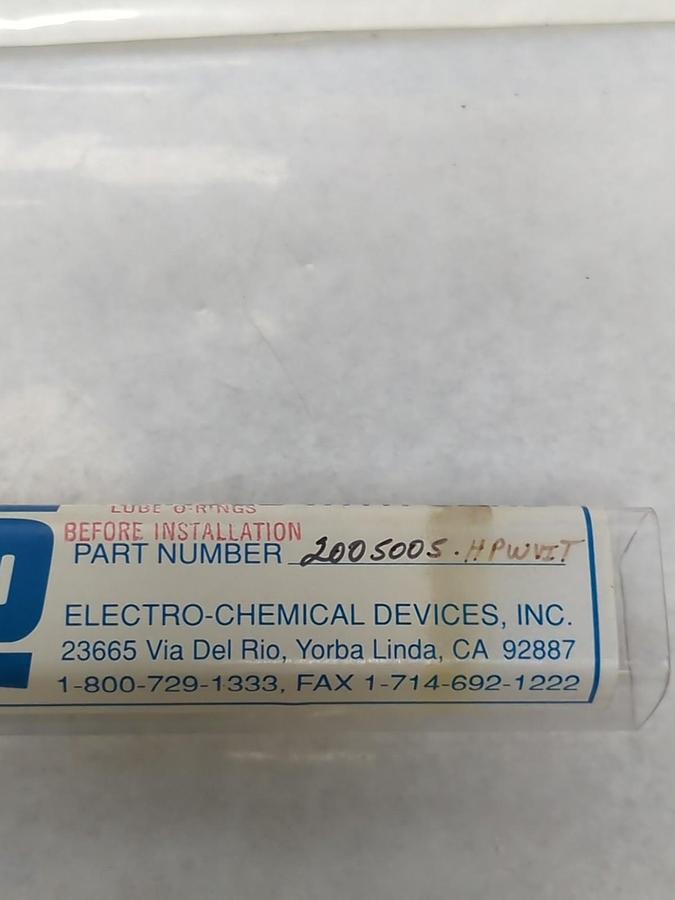 LUBE O-RINGS
BEFORE INSTALLATION
PART NUMBER 2005005.HPWVIT
ELECTRO-CHEMICAL DEVICES, INC.
23665 Via Del Rio, Yorba Linda, CA 92887
1-800-729-1333, FAX 1-714-692-1222